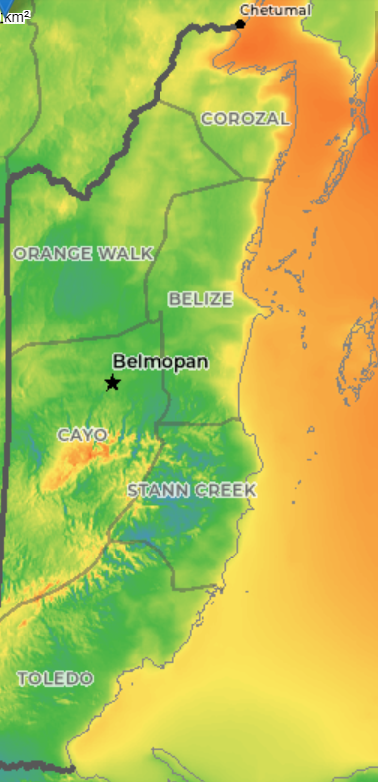 Chetumal
km²
COROZAL
ORANGE WALK
BELIZE
Belmopan
CAYO
STANN CREEK
TOLEDO